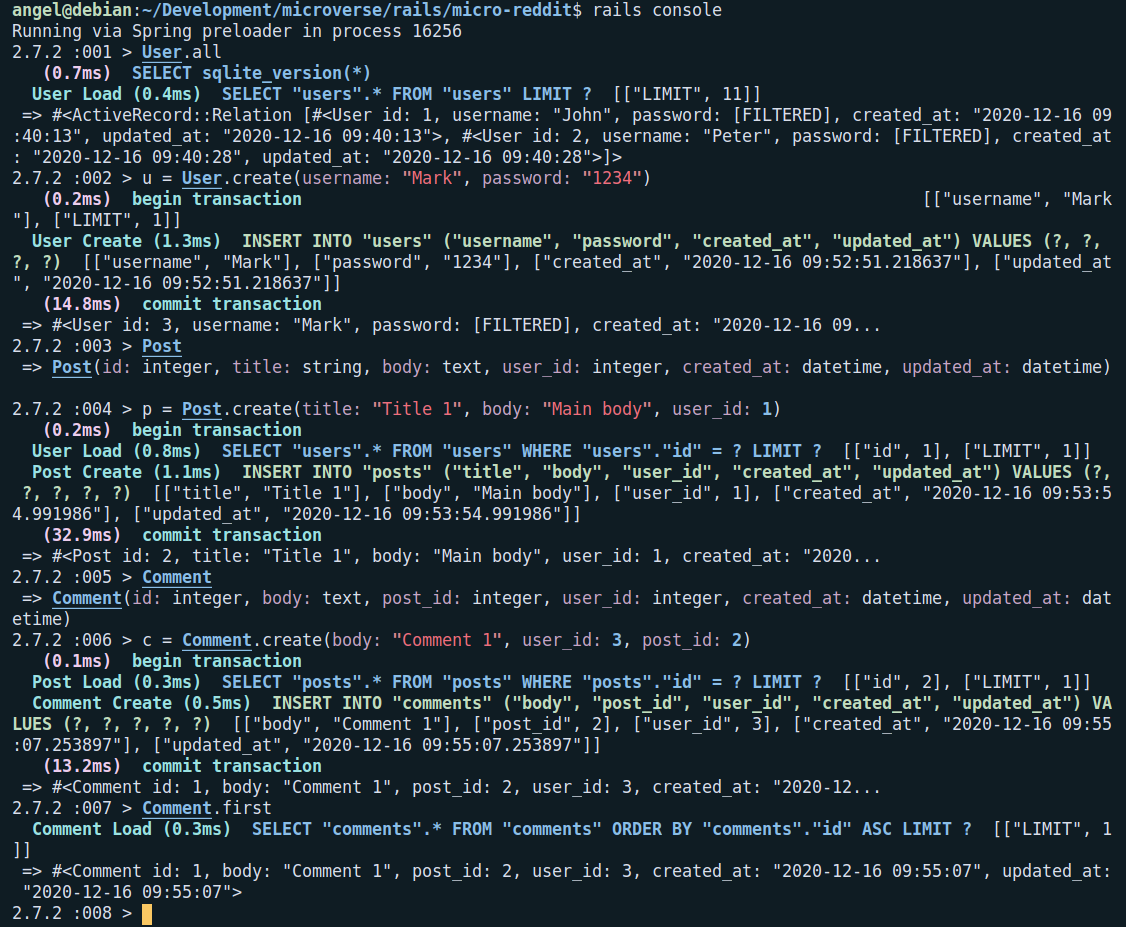 angel@debian:~/Development/microverse/rails/micro-reddit$ rails console
Running via Spring preloader in process 16256
2.7.2 :001 > User.all
   (0.7ms)  SELECT sqlite_version(*)
  User Load (0.4ms)  SELECT "users".* FROM "users" LIMIT ?  [["LIMIT", 11]]
 => #<ActiveRecord::Relation [#<User id: 1, username: "John", password: [FILTERED], created_at: "2020-12-16 09
:40:13", updated_at: "2020-12-16 09:40:13">, #<User id: 2, username: "Peter", password: [FILTERED], created_at
: "2020-12-16 09:40:28", updated_at: "2020-12-16 09:40:28">]>
2.7.2 :002 > u = User.create(username: "Mark", password: "1234")
   (0.2ms)  begin transaction                                                              [["username", "Mark
"], ["LIMIT", 1]]
  User Create (1.3ms)  INSERT INTO "users" ("username", "password", "created_at", "updated_at") VALUES (?, ?,
?, ?)  [["username", "Mark"], ["password", "1234"], ["created_at", "2020-12-16 09:52:51.218637"], ["updated_at
", "2020-12-16 09:52:51.218637"]]
   (14.8ms)  commit transaction
 => #<User id: 3, username: "Mark", password: [FILTERED], created_at: "2020-12-16 09...
2.7.2 :003 > Post
 => Post(id: integer, title: string, body: text, user_id: integer, created_at: datetime, updated_at: datetime)
2.7.2 :004 > p = Post.create(title: "Title 1", body: "Main body", user_id: 1)
   (0.2ms)  begin transaction
  User Load (0.8ms)  SELECT "users".* FROM "users" WHERE "users"."id" = ? LIMIT ?  [["id", 1], ["LIMIT", 1]]
  Post Create (1.1ms)  INSERT INTO "posts" ("title", "body", "user_id", "created_at", "updated_at") VALUES (?,
 ?, ?, ?, ?)  [["title", "Title 1"], ["body", "Main body"], ["user_id", 1], ["created_at", "2020-12-16 09:53:5
4.991986"], ["updated_at", "2020-12-16 09:53:54.991986"]]
   (32.9ms)  commit transaction
 => #<Post id: 2, title: "Title 1", body: "Main body", user_id: 1, created_at: "2020...
2.7.2 :005 > Comment
 => Comment(id: integer, body: text, post_id: integer, user_id: integer, created_at: datetime, updated_at: dat
etime)
2.7.2 :006 > c = Comment.create(body: "Comment 1", user_id: 3, post_id: 2)
   (0.1ms)  begin transaction
  Post Load (0.3ms)  SELECT "posts".* FROM "posts" WHERE "posts"."id" = ? LIMIT ?  [["id", 2], ["LIMIT", 1]]
  Comment Create (0.5ms)  INSERT INTO "comments" ("body", "post_id", "user_id", "created_at", "updated_at") VA
LUES (?, ?, ?, ?, ?)  [["body", "Comment 1"], ["post_id", 2], ["user_id", 3], ["created_at", "2020-12-16 09:55
:07.253897"], ["updated_at", "2020-12-16 09:55:07.253897"]]
   (13.2ms)  commit transaction
 => #<Comment id: 1, body: "Comment 1", post_id: 2, user_id: 3, created_at: "2020-12...
2.7.2 :007 > Comment.first
  Comment Load (0.3ms)  SELECT "comments".* FROM "comments" ORDER BY "comments"."id" ASC LIMIT ?  [["LIMIT", 1
]]
 => #<Comment id: 1, body: "Comment 1", post_id: 2, user_id: 3, created_at: "2020-12-16 09:55:07", updated_at:
 "2020-12-16 09:55:07">
2.7.2 :008 >